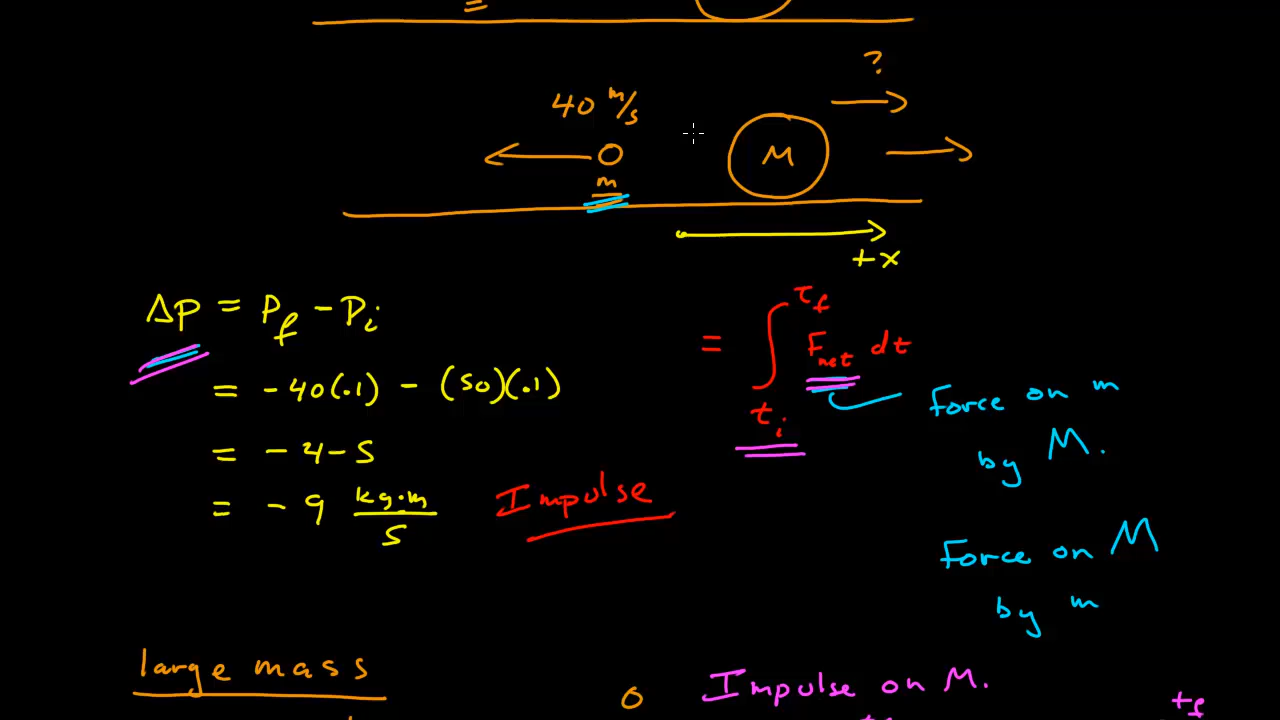 ?
40 m/s
M
m
+x
Δp = Pf - Pi
= -40(.1) - (50)(.1)
= -4-5
= -9 kg·m/s
Impulse
= ∫ti^tf Fnet dt
Force on m
by M.
Force on M
by m
large mass
0
Impulse on M.